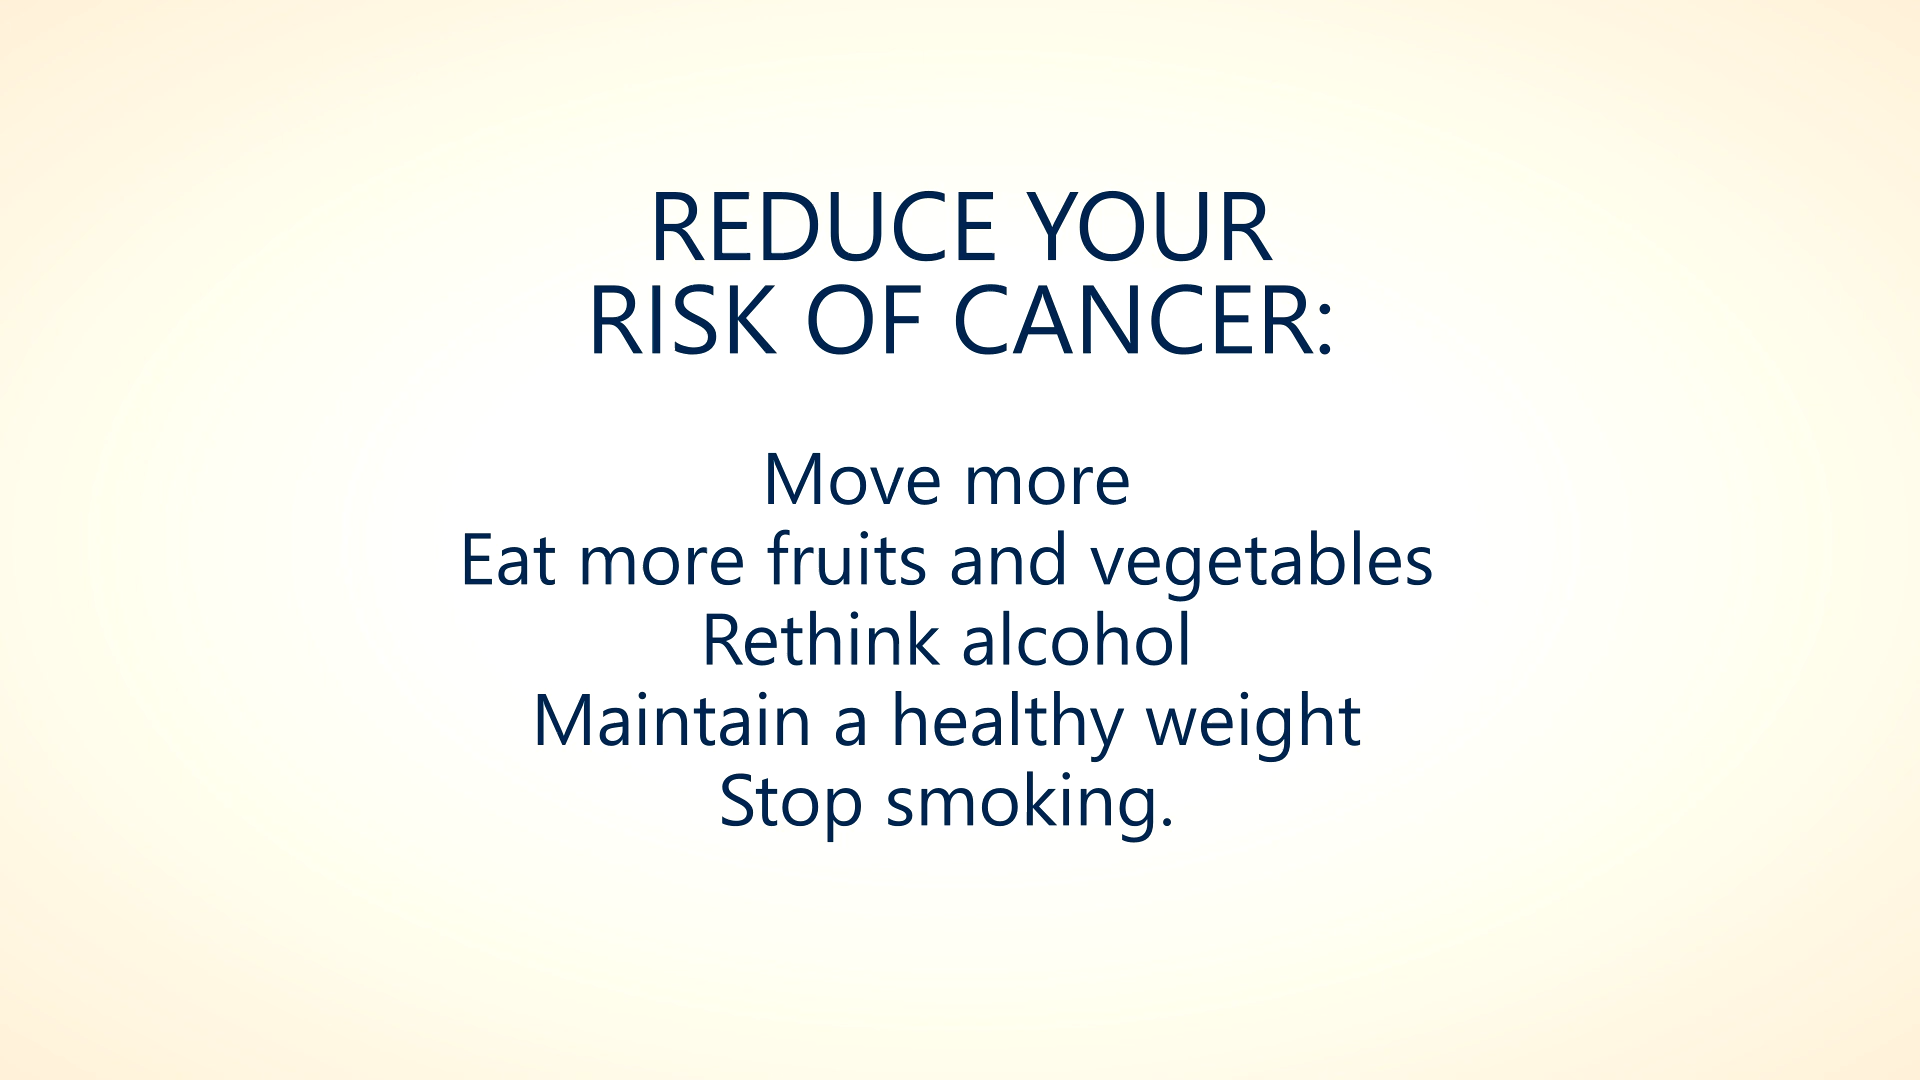 REDUCE YOUR
RISK OF CANCER:
Move more
Eat more fruits and vegetables
Rethink alcohol
Maintain a healthy weight
Stop smoking.